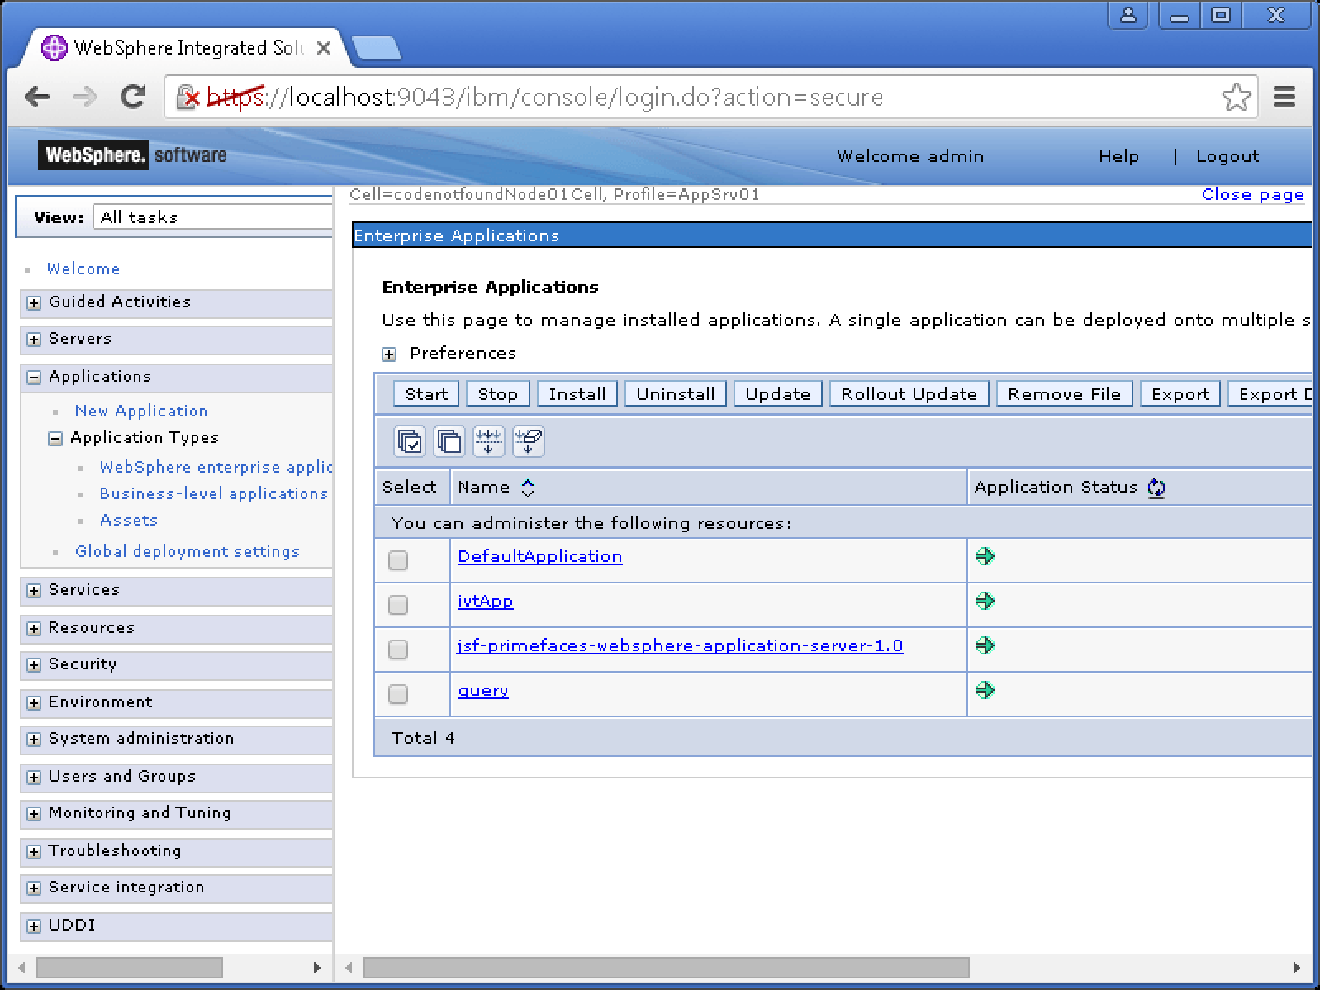 WebSphere Integrated Solu
https://localhost:9043/ibm/console/login.do?action=secure
WebSphere. software
Welcome admin
Help | Logout
Cell=codenotfoundNode01Cell, Profile=AppSrv01
Close page
View: All tasks
Welcome
Guided Activities
Servers
Applications
New Application
Application Types
WebSphere enterprise applic
Business-level applications
Assets
Global deployment settings
Services
Resources
Security
Environment
System administration
Users and Groups
Monitoring and Tuning
Troubleshooting
Service integration
UDDI
Enterprise Applications
Enterprise Applications
Use this page to manage installed applications. A single application can be deployed onto multiple s
Preferences
Start Stop Install Uninstall Update Rollout Update Remove File Export Export D
Select Name Application Status
You can administer the following resources:
DefaultApplication
ivtApp
jsf-primefaces-websphere-application-server-1.0
query
Total 4